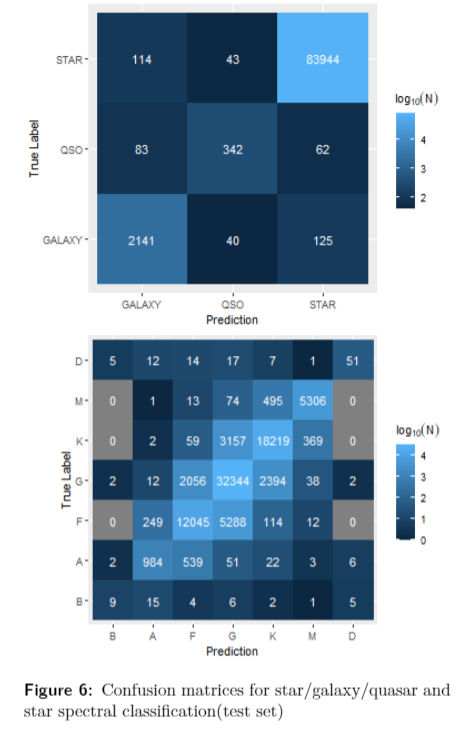 STAR
114 43 83944
QSO
83 342 62
GALAXY
2141 40 125
True Label
GALAXY QSO STAR
Prediction
log₁₀(N)
4
3
2
D 5 12 14 17 7 1 51
M 0 1 13 74 495 5306 0
K 0 2 59 3157 18219 369 0
G 2 12 2056 32344 2394 38 2
F 0 249 12045 5288 114 12 0
A 2 984 539 51 22 3 6
B 9 15 4 6 2 1 5
True Label
B A F G K M D
Prediction
log₁₀(N)
4
3
2
1
0
Figure 6: Confusion matrices for star/galaxy/quasar and
star spectral classification(test set)